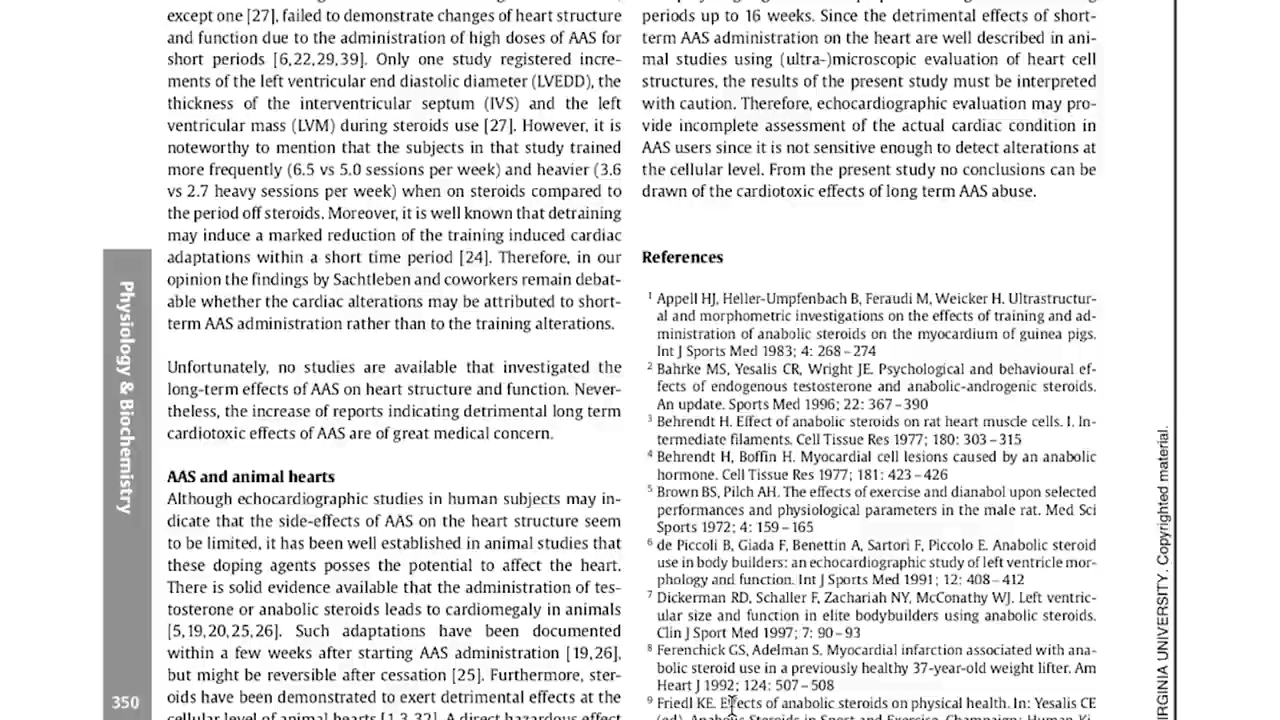 except one [27], failed to demonstrate changes of heart structure
and function due to the administration of high doses of AAS for
short periods [6,22,29,39]. Only one study registered incre-
ments of the left ventricular end diastolic diameter (LVEDD), the
thickness of the interventricular septum (IVS) and the left
ventricular mass (LVM) during steroids use [27]. However, it is
noteworthy to mention that the subjects in that study trained
more frequently (6.5 vs 5.0 sessions per week) and heavier (3.6
vs 2.7 heavy sessions per week) when on steroids compared to
the period off steroids. Moreover, it is well known that detraining
may induce a marked reduction of the training induced cardiac
adaptations within a short time period [24]. Therefore, in our
opinion the findings by Sachtleben and coworkers remain debat-
able whether the cardiac alterations may be attributed to short-
term AAS administration rather than to the training alterations.
Unfortunately, no studies are available that investigated the
long-term effects of AAS on heart structure and function. Never-
theless, the increase of reports indicating detrimental long term
cardiotoxic effects of AAS are of great medical concern.
AAS and animal hearts
Although echocardiographic studies in human subjects may in-
dicate that the side-effects of AAS on the heart structure seem
to be limited, it has been well established in animal studies that
these doping agents posses the potential to affect the heart.
There is solid evidence available that the administration of tes-
tosterone or anabolic steroids leads to cardiomegaly in animals
[5,19,20,25,26]. Such adaptations have been documented
within a few weeks after starting AAS administration [19,26],
but might be reversible after cessation [25]. Furthermore, ster-
oids have been demonstrated to exert detrimental effects at the
cellular level of animal hearts [1,3,32]. A direct hazardous effect
periods up to 16 weeks. Since the detrimental effects of short-
term AAS administration on the heart are well described in ani-
mal studies using (ultra-)microscopic evaluation of heart cell
structures, the results of the present study must be interpreted
with caution. Therefore, echocardiographic evaluation may pro-
vide incomplete assessment of the actual cardiac condition in
AAS users since it is not sensitive enough to detect alterations at
the cellular level. From the present study no conclusions can be
drawn of the cardiotoxic effects of long term AAS abuse.
References
1 Appell HJ, Heller-Umpfenbach B, Feraudi M, Weicker H. Ultrastructur-
al and morphometric investigations on the effects of training and ad-
ministration of anabolic steroids on the myocardium of guinea pigs.
Int J Sports Med 1983; 4: 268–274
2 Bahrke MS, Yesalis CR, Wright JE. Psychological and behavioural ef-
fects of endogenous testosterone and anabolic-androgenic steroids.
An update. Sports Med 1996; 22: 367–390
3 Behrendt H. Effect of anabolic steroids on rat heart muscle cells. I. In-
termediate filaments. Cell Tissue Res 1977; 180: 303–315
4 Behrendt H, Boffin H. Myocardial cell lesions caused by an anabolic
hormone. Cell Tissue Res 1977; 181: 423–426
5 Brown BS, Pilch AH. The effects of exercise and dianabol upon selected
performances and physiological parameters in the male rat. Med Sci
Sports 1972; 4: 159–165
6 de Piccoli B, Giada F, Benettin A, Sartori F, Piccolo E. Anabolic steroid
use in body builders: an echocardiographic study of left ventricle mor-
phology and function. Int J Sports Med 1991; 12: 408–412
7 Dickerman RD, Schaller F, Zachariah NY, McConathy WJ. Left ventric-
ular size and function in elite bodybuilders using anabolic steroids.
Clin J Sport Med 1997; 7: 90–93
8 Ferenchick GS, Adelman S. Myocardial infarction associated with ana-
bolic steroid use in a previously healthy 37-year-old weight lifter. Am
Heart J 1992; 124: 507–508
9 Friedl KE. Effects of anabolic steroids on physical health. In: Yesalis CE
(ed). Anabolic Steroids in Sport and Exercise. Champaign: Human Ki-
Physiology & Biochemistry
350
IRGINIA UNIVERSITY. Copyrighted material.